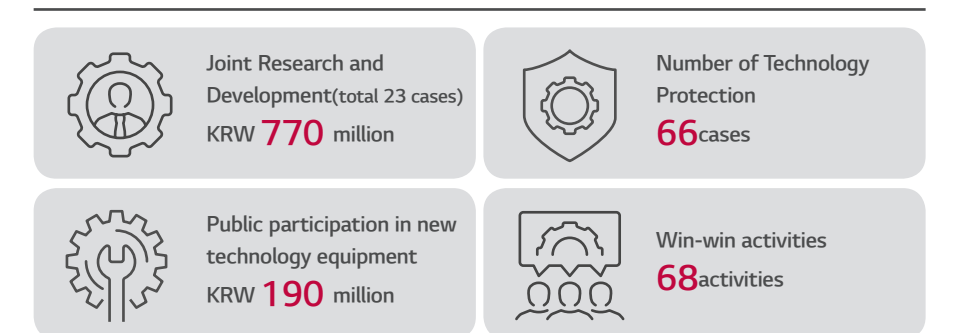 Joint Research and
Development(total 23 cases)
KRW 770 million
Number of Technology
Protection
66cases
Public participation in new
technology equipment
KRW 190 million
Win-win activities
68activities